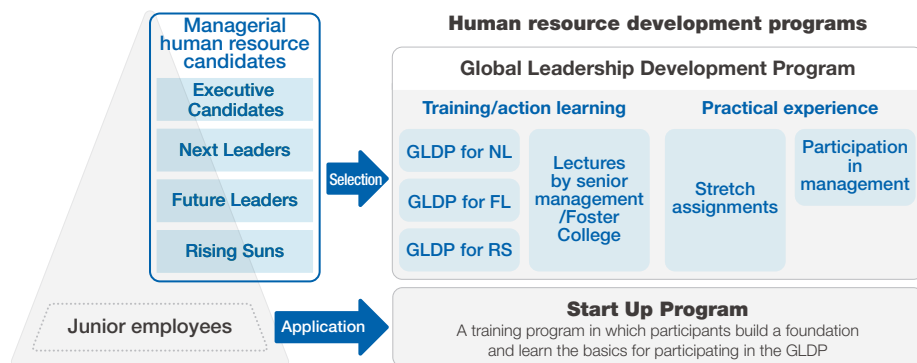 Managerial
human resource
candidates
Executive
Candidates
Next Leaders
Future Leaders
Rising Suns
Junior employees
Selection
Application
Human resource development programs
Global Leadership Development Program
Training/action learning
GLDP for NL
GLDP for FL
GLDP for RS
Lectures
by senior
management
/Foster
College
Practical experience
Stretch
assignments
Participation
in
management
Start Up Program
A training program in which participants build a foundation
and learn the basics for participating in the GLDP